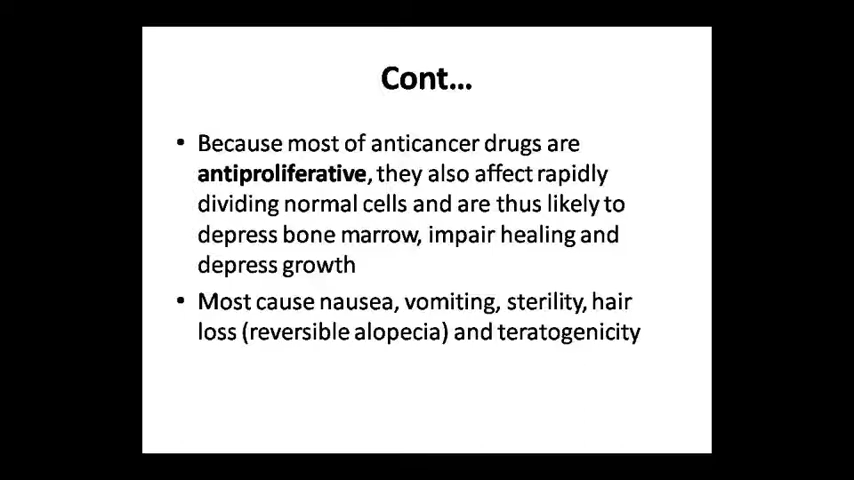 Cont...
• Because most of anticancer drugs are
antiproliferative, they also affect rapidly
dividing normal cells and are thus likely to
depress bone marrow, impair healing and
depress growth
• Most cause nausea, vomiting, sterility, hair
loss (reversible alopecia) and teratogenicity